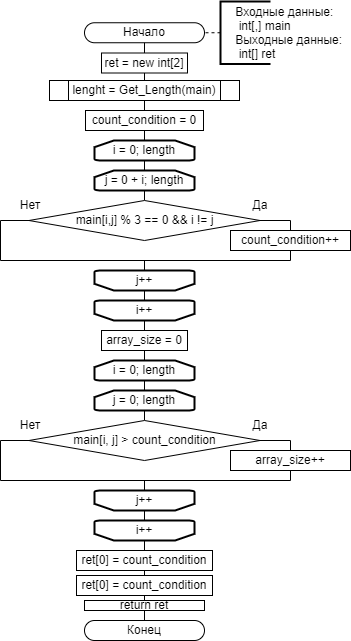 Входные данные:
int[,] main
Выходные данные:
int[] ret
Начало
ret = new int[2]
lenght = Get_Length(main)
count_condition = 0
i = 0; length
j = 0 + i; length
Нет
Да
main[i,j] % 3 == 0 && i != j
count_condition++
j++
i++
array_size = 0
i = 0; length
j = 0; length
Нет
Да
main[i, j] > count_condition
array_size++
j++
i++
ret[0] = count_condition
ret[0] = count_condition
return ret
Конец